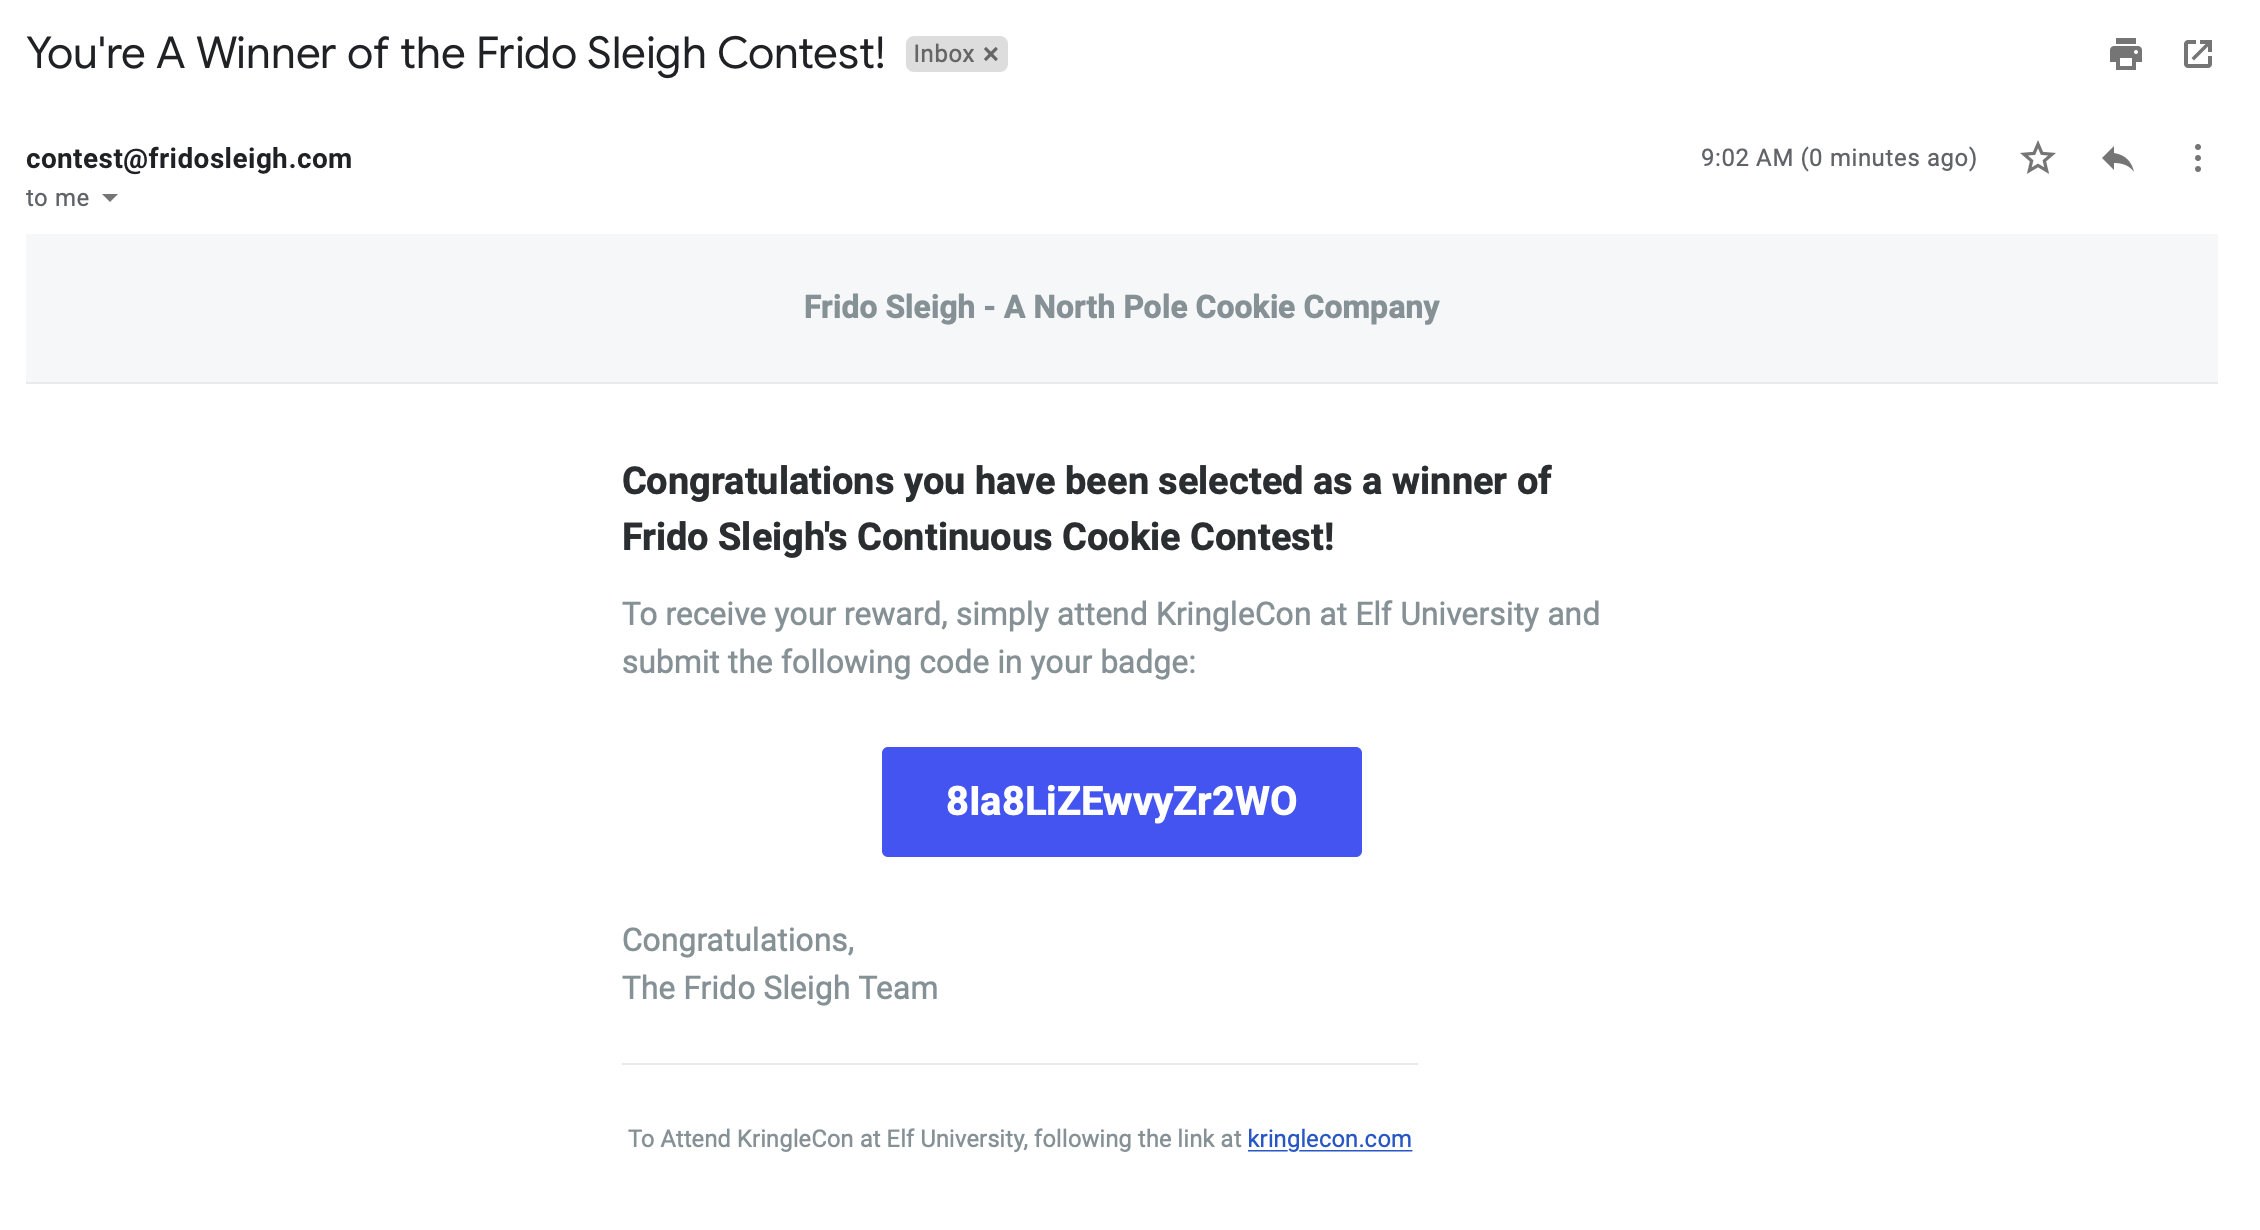 You're A Winner of the Frido Sleigh Contest! Inbox ×
contest@fridosleigh.com 9:02 AM (0 minutes ago)
to me
Frido Sleigh - A North Pole Cookie Company
Congratulations you have been selected as a winner of
Frido Sleigh's Continuous Cookie Contest!
To receive your reward, simply attend KringleCon at Elf University and
submit the following code in your badge:
8Ia8LiZEwvyZr2WO
Congratulations,
The Frido Sleigh Team
To Attend KringleCon at Elf University, following the link at kringlecon.com